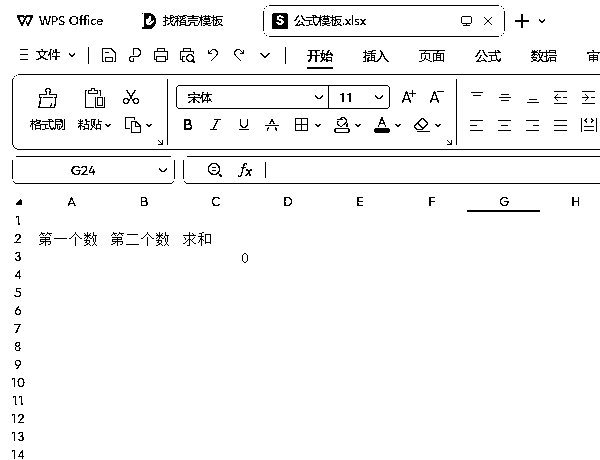 WPS Office 找稻壳模板 公式模板.xlsx
文件 开始 插入 页面 公式 数据 审
宋体 11 A+ A-
格式刷 粘贴
B I U A A
G24 fx
A B C D E F G H
1
2 第一个数 第二个数 求和
3 0
4
5
6
7
8
9
10
11
12
13
14